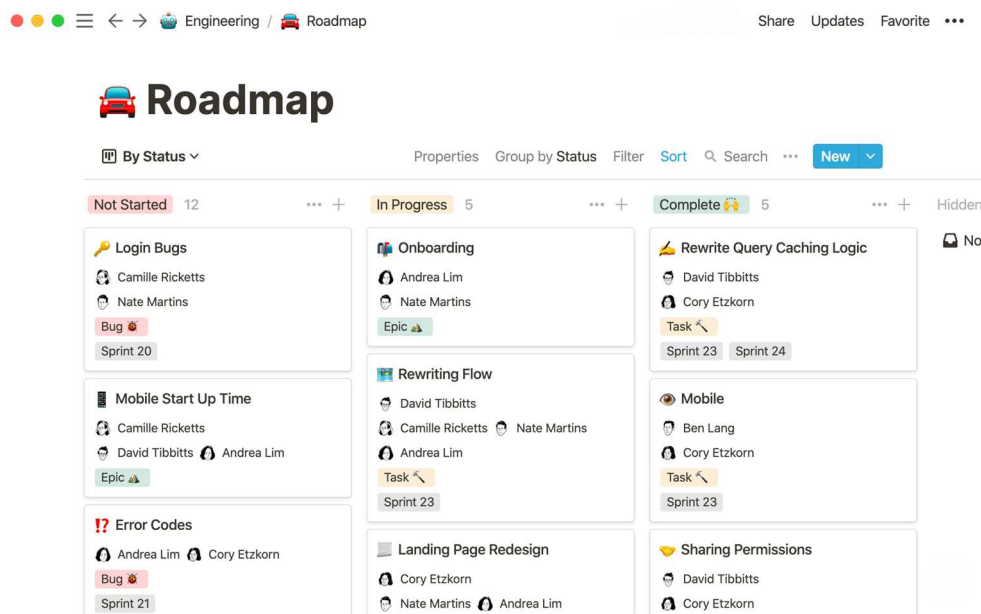 Engineering / Roadmap
Share Updates Favorite
Roadmap
By Status
Properties Group by Status Filter Sort Search New
Not Started 12
Login Bugs
Camille Ricketts
Nate Martins
Bug
Sprint 20
Mobile Start Up Time
Camille Ricketts
David Tibbitts Andrea Lim
Epic
Error Codes
Andrea Lim Cory Etzkorn
Bug
Sprint 21
In Progress 5
Onboarding
Andrea Lim
Nate Martins
Epic
Rewriting Flow
David Tibbitts
Camille Ricketts Nate Martins
Andrea Lim
Task
Sprint 23
Landing Page Redesign
Cory Etzkorn
Nate Martins Andrea Lim
Complete 5
Rewrite Query Caching Logic
David Tibbitts
Cory Etzkorn
Task
Sprint 23 Sprint 24
Mobile
Ben Lang
Cory Etzkorn
Task
Sprint 23
Sharing Permissions
David Tibbitts
Cory Etzkorn
Hidden
No